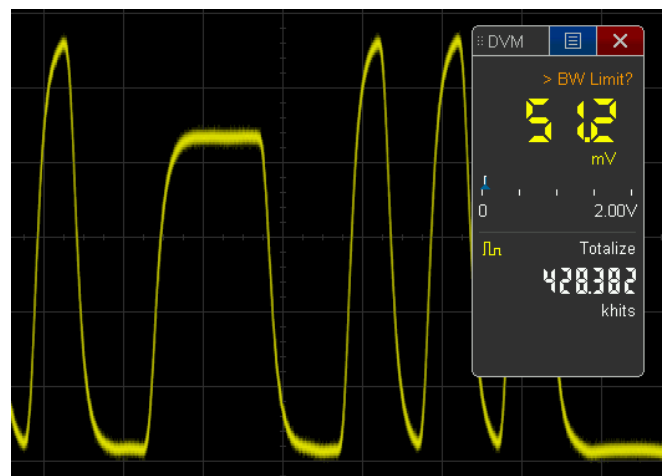 DVM
> BW Limit?
51.2
mV
0 2.00V
Totalize
428.382
khits